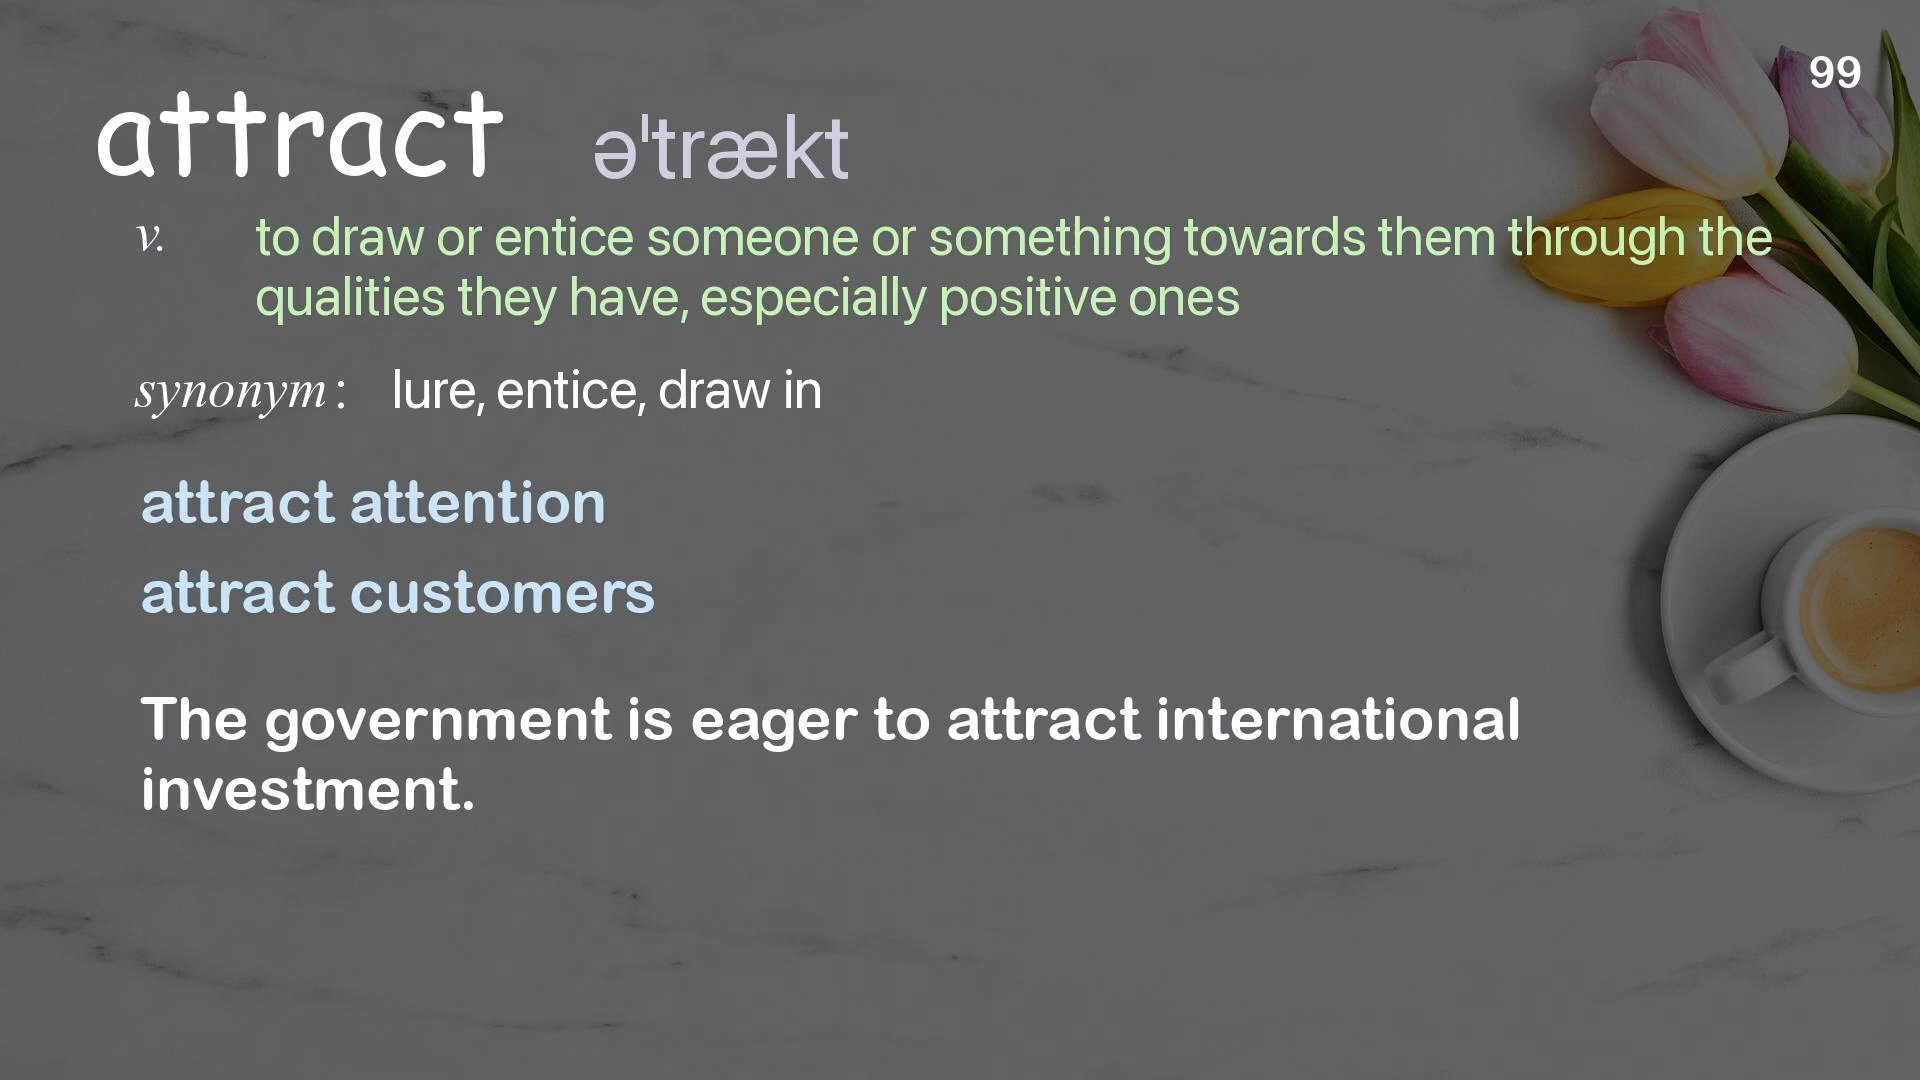 99
attract ə'trækt
v. to draw or entice someone or something towards them through the
qualities they have, especially positive ones
synonym: lure, entice, draw in
attract attention
attract customers
The government is eager to attract international
investment.